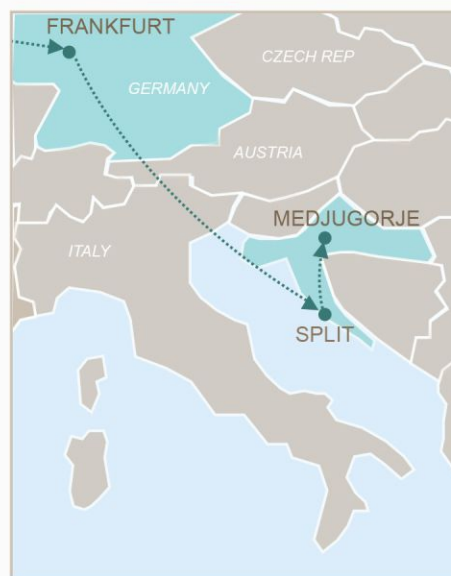 FRANKFURT
CZECH REP
GERMANY
AUSTRIA
MEDJUGORJE
ITALY
SPLIT